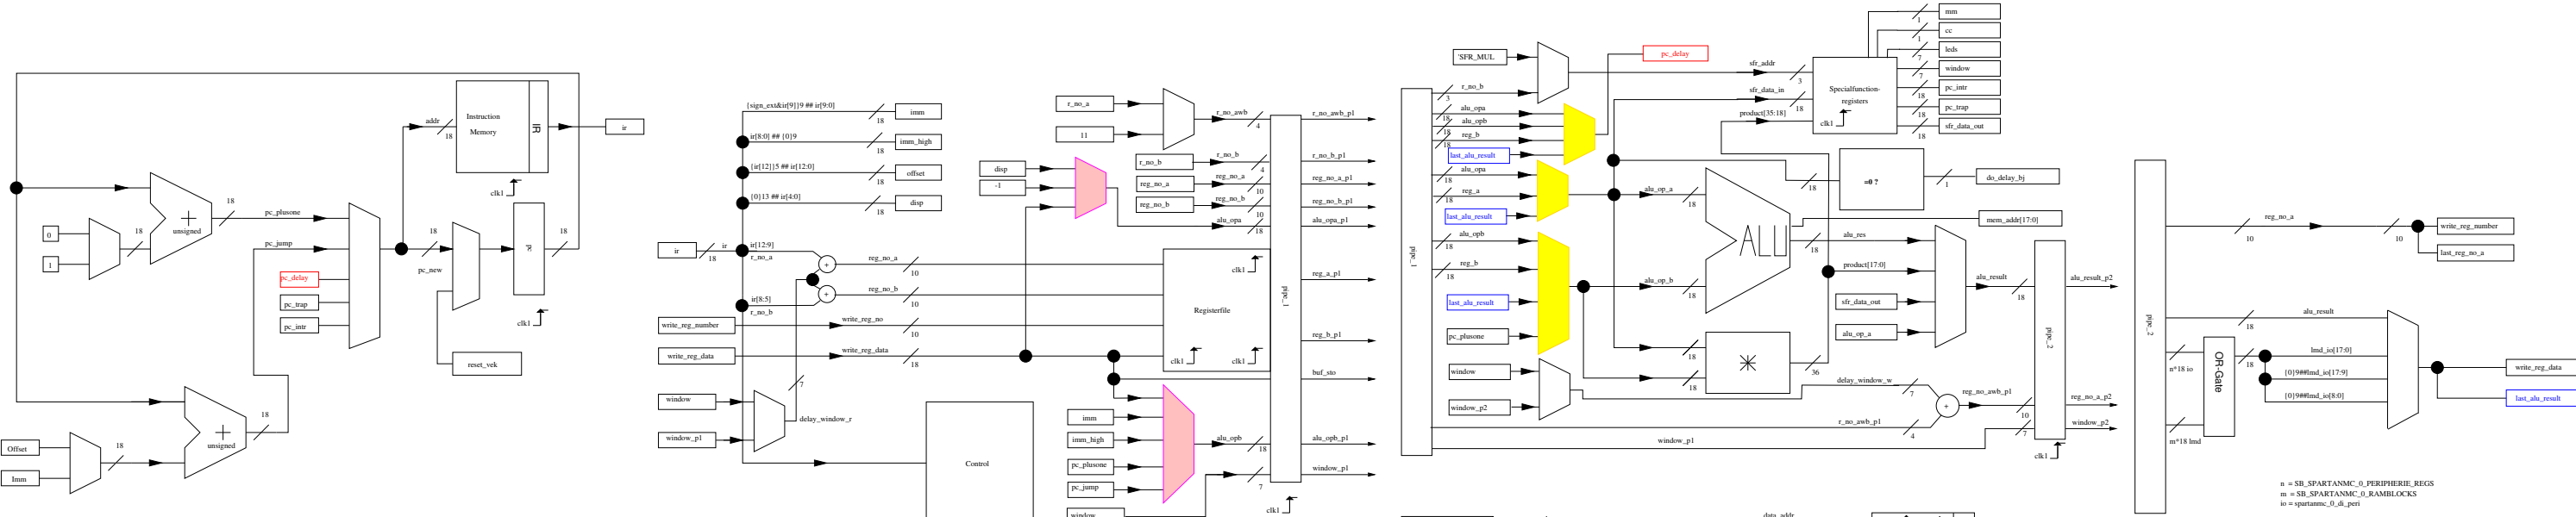 addr
18
Instruction
Memory
IR
ir
clk1
18
pc_plusone
unsigned
0
1
18
pc_jump
pc_delay
pc_trap
pc_intr
18
pc_new
pc
18
clk1
reset_vek
18
unsigned
Offset
Imm
18
{sign_ext&ir[9]}9 ## ir[9:0]
18
imm
ir[8:0] ## {0}9
18
imm_high
{ir[12]}5 ## ir[12:0]
18
offset
{0}13 ## ir[4:0]
18
disp
ir
18
ir
ir[12:9]
r_no_a
ir[8:5]
r_no_b
+
+
reg_no_a
10
reg_no_b
10
write_reg_number
write_reg_no
10
write_reg_data
write_reg_data
18
window
window_p1
7
delay_window_r
Control
r_no_a
11
r_no_awb
4
disp
-1
r_no_b
r_no_b
4
reg_no_a
reg_no_a
10
reg_no_b
reg_no_b
10
alu_opa
18
Registerfile
clk1
clk1
clk1
imm
imm_high
pc_plusone
pc_jump
window
alu_opb
18
7
pipe_1
clk1
r_no_awb_p1
r_no_b_p1
reg_no_a_p1
reg_no_b_p1
alu_opa_p1
reg_a_p1
reg_b_p1
buf_sto
alu_opb_p1
window_p1
pipe_1
`SFR_MUL
r_no_b
3
alu_opa
18
alu_opb
18
reg_b
18
last_alu_result
alu_opa
18
reg_a
18
last_alu_result
alu_opb
18
reg_b
18
last_alu_result
pc_plusone
window
window_p2
pc_delay
sfr_addr
3
sfr_data_in
18
product[35:18]
Specialfunction-
registers
clk1
1
mm
1
cc
7
leds
7
window
18
pc_intr
18
pc_trap
18
sfr_data_out
18
=0 ?
1
do_delay_bj
alu_op_a
18
ALU
mem_addr[17:0]
alu_res
18
alu_op_b
18
product[17:0]
sfr_data_out
alu_op_a
18
18
36
alu_result
18
delay_window_w
7
+
reg_no_awb_p1
10
r_no_awb_p1
4
window_p1
7
pipe_2
clk1
alu_result_p2
reg_no_a_p2
window_p2
data_addr
pipe_2
reg_no_a
10
10
write_reg_number
last_reg_no_a
alu_result
18
n*18 io
m*18 lmd
OR-Gate
18
lmd_io[17:0]
{0}9##lmd_io[17:9]
{0}9##lmd_io[8:0]
write_reg_data
last_alu_result
n = SB_SPARTANMC_0_PERIPHERIE_REGS
m = SB_SPARTANMC_0_RAMBLOCKS
io = spartanmc_0_di_peri